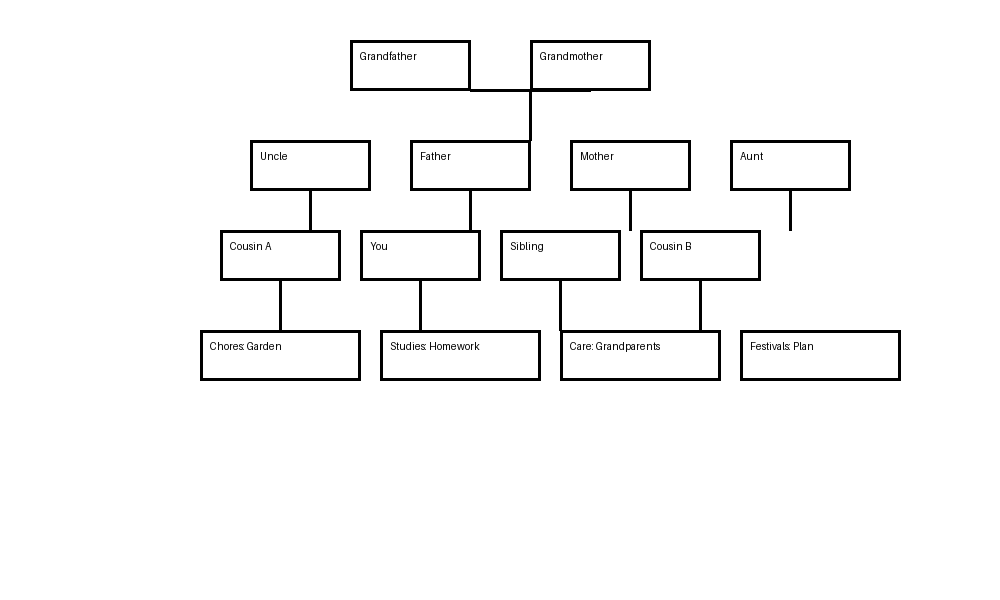 Grandfather
Grandmother
Uncle
Father
Mother
Aunt
Cousin A
You
Sibling
Cousin B
Chores: Garden
Studies: Homework
Care: Grandparents
Festivals: Plan